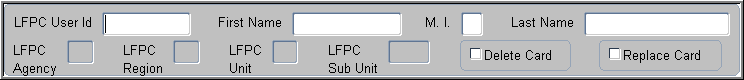 LFPC User Id First Name M. I. Last Name
LFPC Agency LFPC Region LFPC Unit LFPC Sub Unit Delete Card Replace Card